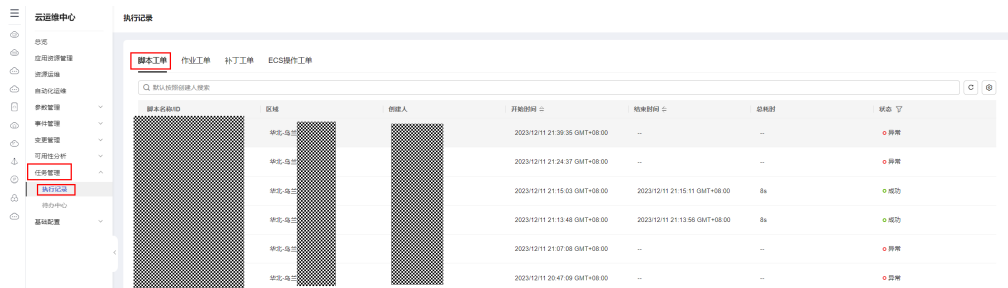 云运维中心
执行记录
总览
应用资源管理
资源运维
自动化运维
参数管理
事件管理
变更管理
可用性分析
任务管理
执行记录
待办中心
基础配置
脚本工单 作业工单 补丁工单 ECS操作工单
默认按照创建人搜索
脚本名称/ID 区域 创建人 开始时间 结束时间 总耗时 状态
华北-乌兰 2023/12/11 21:39:35 GMT+08:00 -- -- 异常
华北-乌兰 2023/12/11 21:24:37 GMT+08:00 -- -- 异常
华北-乌兰 2023/12/11 21:15:03 GMT+08:00 2023/12/11 21:15:11 GMT+08:00 8s 成功
华北-乌兰 2023/12/11 21:13:48 GMT+08:00 2023/12/11 21:13:56 GMT+08:00 8s 成功
华北-乌兰 2023/12/11 21:07:08 GMT+08:00 -- -- 异常
华北-乌兰 2023/12/11 20:47:09 GMT+08:00 -- -- 异常